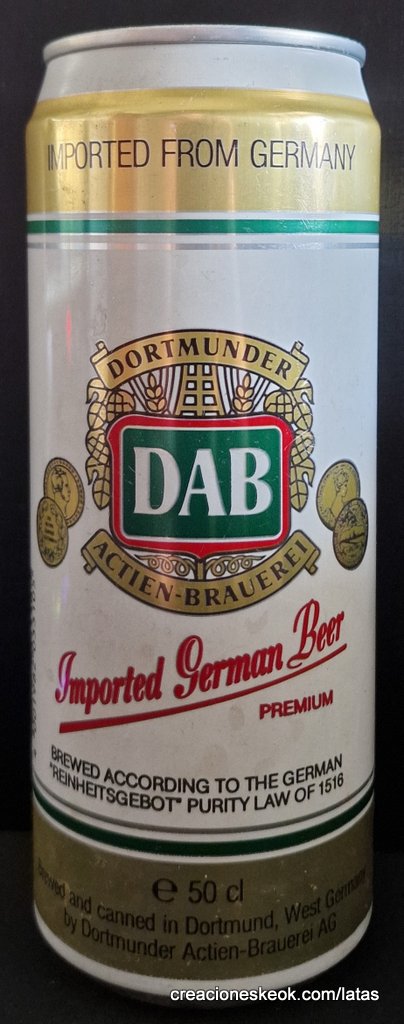 IMPORTED FROM GERMANY
DORTMUNDER
DAB
ACTIEN-BRAUEREI
Imported German Beer
PREMIUM
BREWED ACCORDING TO THE GERMAN
"REINHEITSGEBOT" PURITY LAW OF 1516
℮ 50 cl
Brewed and canned in Dortmund, West Germany
by Dortmunder Actien-Brauerei AG
creacioneskeok.com/latas